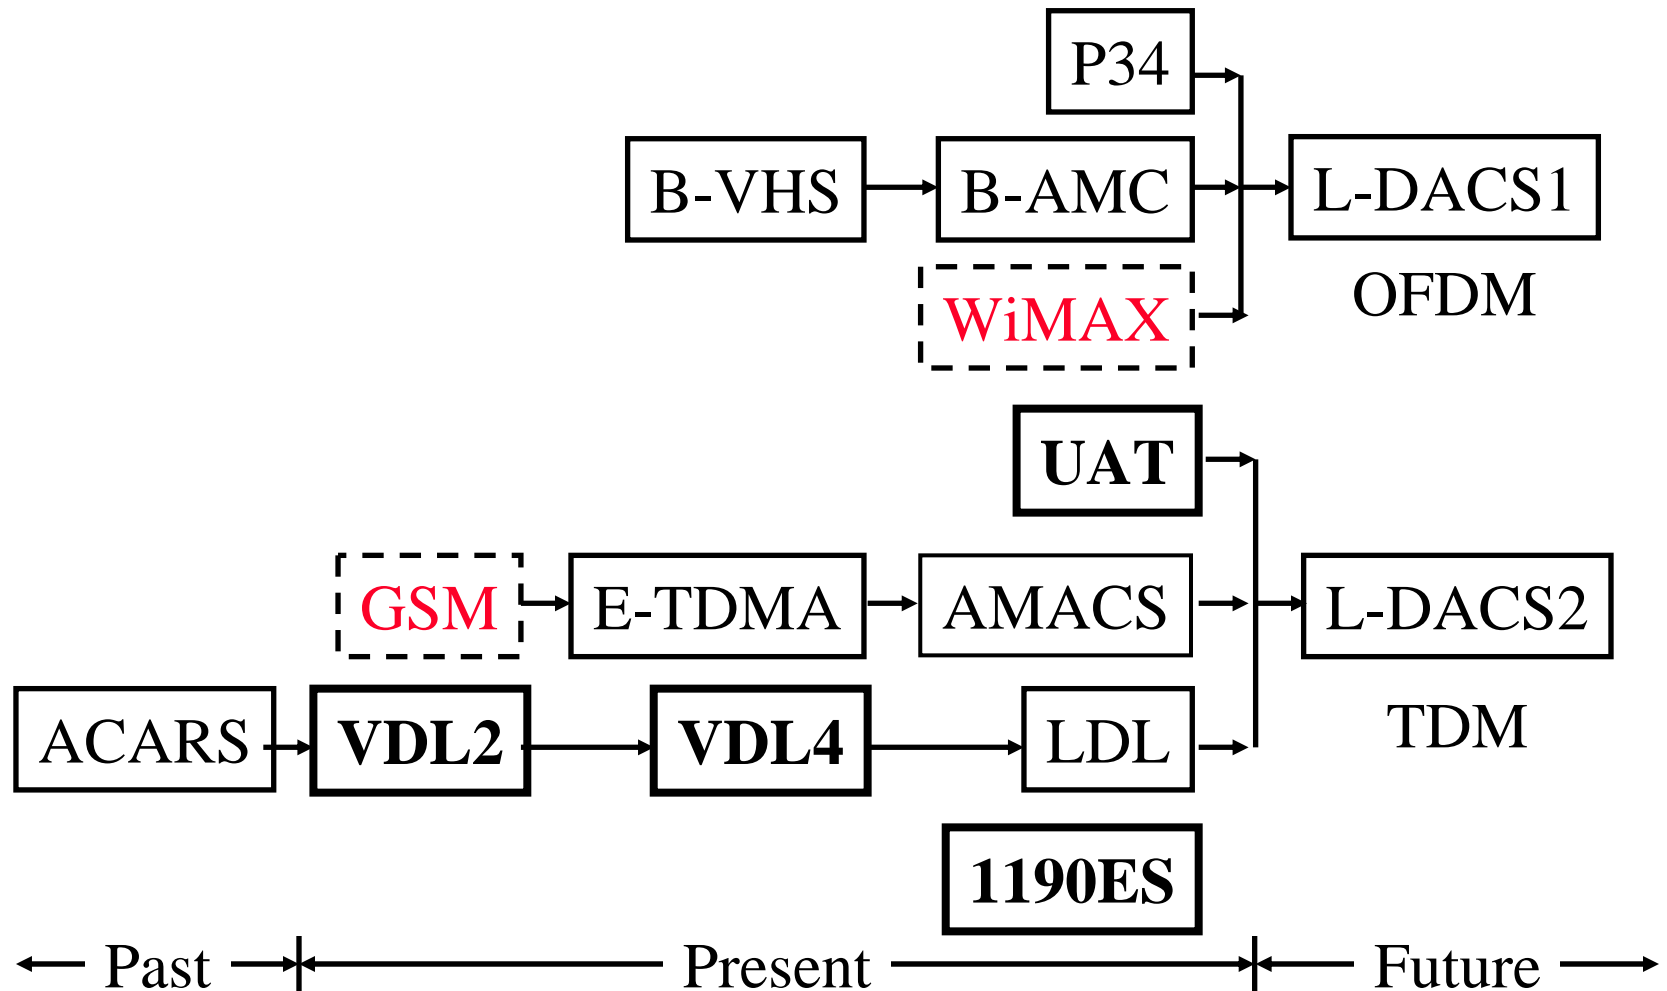 P34
B-VHS B-AMC L-DACS1
WiMAX OFDM
UAT
GSM E-TDMA AMACS L-DACS2
ACARS VDL2 VDL4 LDL TDM
1190ES
Past Present Future